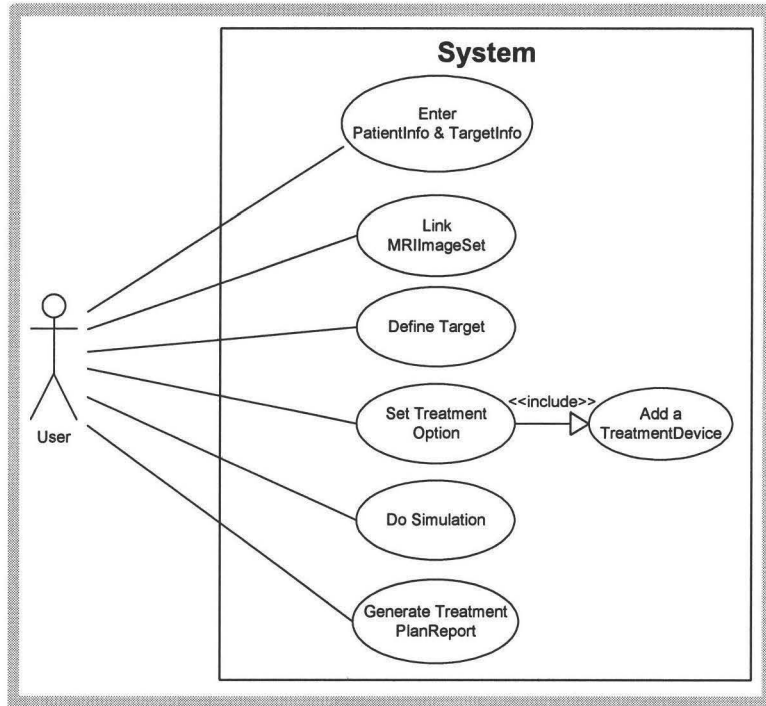 System
Enter
PatientInfo & TargetInfo
Link
MRIImageSet
Define Target
<<include>>
Set Treatment
Option
Add a
TreatmentDevice
User
Do Simulation
Generate Treatment
PlanReport